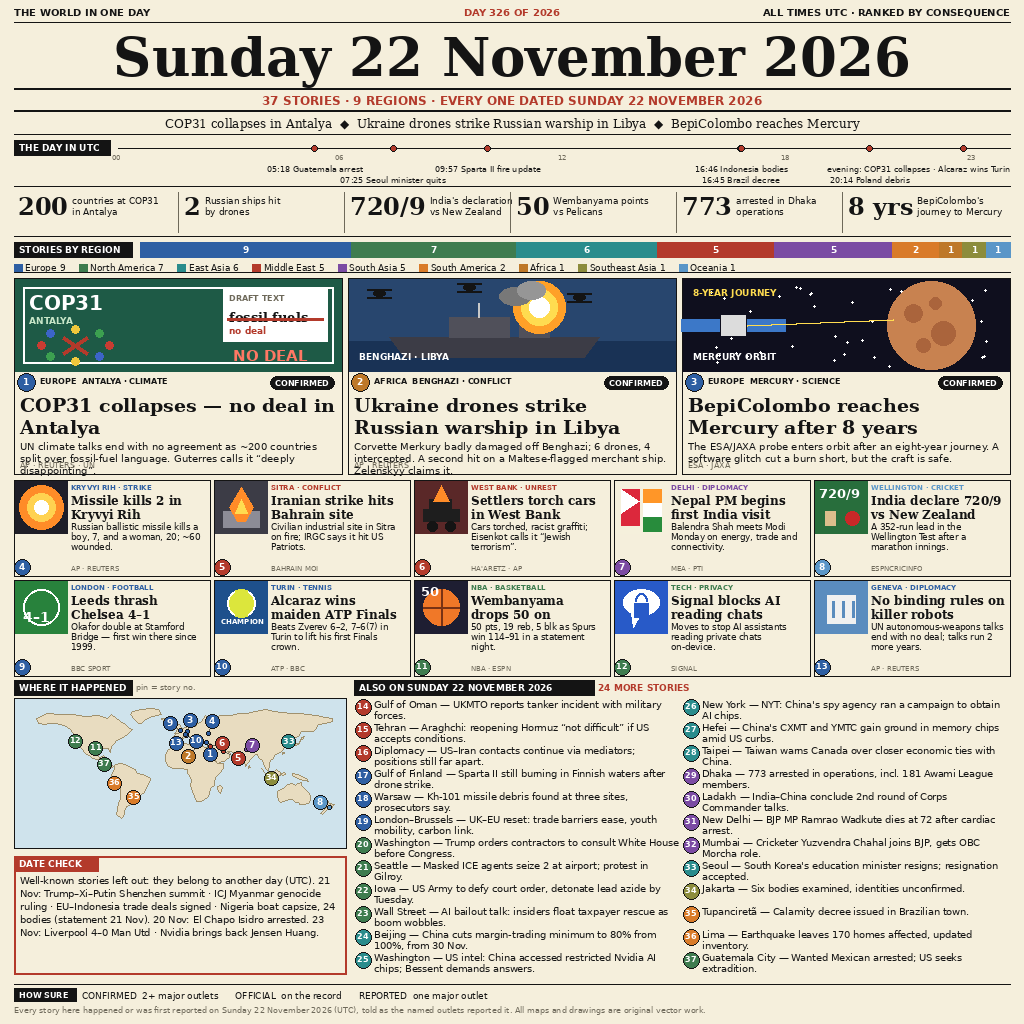 THE WORLD IN ONE DAY
DAY 326 OF 2026
ALL TIMES UTC · RANKED BY CONSEQUENCE
Sunday 22 November 2026
37 STORIES · 9 REGIONS · EVERY ONE DATED SUNDAY 22 NOVEMBER 2026
COP31 collapses in Antalya ◆ Ukraine drones strike Russian warship in Libya ◆ BepiColombo reaches Mercury
THE DAY IN UTC
00 06 12 18 23
05:18 Guatemala arrest
09:57 Sparta II fire update
16:46 Indonesia bodies
evening: COP31 collapses · Alcaraz wins Turin
07:25 Seoul minister quits
16:45 Brazil decree
20:14 Poland debris
200 countries at COP31
in Antalya
2 Russian ships hit
by drones
720/9 India's declaration
vs New Zealand
50 Wembanyama points
vs Pelicans
773 arrested in Dhaka
operations
8 yrs BepiColombo's
journey to Mercury
STORIES BY REGION
9 7 6 5 5 2 1 1 1
Europe 9 North America 7 East Asia 6 Middle East 5 South Asia 5 South America 2 Africa 1 Southeast Asia 1 Oceania 1
COP31
ANTALYA
DRAFT TEXT
fossil fuels
no deal
NO DEAL
1 EUROPE ANTALYA · CLIMATE CONFIRMED
COP31 collapses — no deal in
Antalya
UN climate talks end with no agreement as ~200 countries
split over fossil-fuel language. Guterres calls it “deeply
disappointing”.
AP · REUTERS · UN
BENGHAZI · LIBYA
2 AFRICA BENGHAZI · CONFLICT CONFIRMED
Ukraine drones strike
Russian warship in Libya
Corvette Merkury badly damaged off Benghazi; 6 drones, 4
intercepted. A second hit on a Maltese-flagged merchant ship.
Zelenskyy claims it.
AP · REUTERS
8-YEAR JOURNEY
MERCURY ORBIT
3 EUROPE MERCURY · SCIENCE CONFIRMED
BepiColombo reaches
Mercury after 8 years
The ESA/JAXA probe enters orbit after an eight-year journey. A
software glitch cut a burn short, but the craft is safe.
ESA · JAXA
KRYVYI RIH · STRIKE
Missile kills 2 in
Kryvyi Rih
Russian ballistic missile kills a
boy, 7, and a woman, 20; ~60
wounded.
4 AP · REUTERS
SITRA · CONFLICT
Iranian strike hits
Bahrain site
Civilian industrial site in Sitra
on fire; IRGC says it hit US
Patriots.
5 BAHRAIN MOI
WEST BANK · UNREST
Settlers torch cars
in West Bank
Cars torched, racist graffiti;
Eisenkot calls it “Jewish
terrorism”.
6 HA'ARETZ · AP
DELHI · DIPLOMACY
Nepal PM begins
first India visit
Balendra Shah meets Modi
Monday on energy, trade and
connectivity.
7 MEA · PTI
720/9
WELLINGTON · CRICKET
India declare 720/9
vs New Zealand
A 352-run lead in the
Wellington Test after a
marathon innings.
8 ESPNCRICINFO
4–1
LONDON · FOOTBALL
Leeds thrash
Chelsea 4–1
Okafor double at Stamford
Bridge — first win there since
1999.
9 BBC SPORT
CHAMPION
TURIN · TENNIS
Alcaraz wins
maiden ATP Finals
Beats Zverev 6–2, 7–6(7) in
Turin to lift his first Finals
crown.
10 ATP · BBC
50
NBA · BASKETBALL
Wembanyama
drops 50 on
50 pts, 19 reb, 5 blk as Spurs
win 114–91 in a statement
night.
11 NBA · ESPN
TECH · PRIVACY
Signal blocks AI
reading chats
Moves to stop AI assistants
reading private chats
on-device.
12 SIGNAL
GENEVA · DIPLOMACY
No binding rules on
killer robots
UN autonomous-weapons talks
end with no deal; talks run 2
more.
13 AP · REUTERS
WHERE IT HAPPENED pin = story no.
9 3 4 12 11 13 10 6 7 33 37 2 1 5 34 36 35 8
DATE CHECK
Well-known stories left out: they belong to another day (UTC). 21
Nov: Trump–Xi–Putin Shenzhen summit · ICJ Myanmar genocide
ruling · EU–Indonesia trade deals signed · Nigeria boat capsize, 24
bodies (statement 21 Nov). 20 Nov: El Chapo Isidro arrested. 23
Nov: Liverpool 4–0 Man Utd · Nvidia brings back Jensen Huang.
ALSO ON SUNDAY 22 NOVEMBER 2026 24 MORE STORIES
14 Gulf of Oman — UKMTO reports tanker incident with military
forces.
15 Tehran — Araghchi: reopening Hormuz “not difficult” if US
accepts conditions.
16 Diplomacy — US–Iran contacts continue via mediators;
positions still far apart.
17 Gulf of Finland — Sparta II still burning in Finnish waters after
drone strike.
18 Warsaw — Kh-101 missile debris found at three sites,
prosecutors say.
19 London–Brussels — UK–EU reset: trade barriers ease, youth
mobility, carbon link.
20 Washington — Trump orders contractors to consult White House
before Congress.
21 Seattle — Masked ICE agents seize 2 at airport; protest in
Gilroy.
22 Iowa — US Army to defy court order, detonate lead azide by
Tuesday.
23 Wall Street — AI bailout talk: insiders float taxpayer rescue as
boom wobbles.
24 Beijing — China cuts margin-trading minimum to 80% from
100%, from 30 Nov.
25 Washington — US intel: China accessed restricted Nvidia AI
chips; Bessent demands answers.
26 New York — NYT: China's spy agency ran a campaign to obtain
AI chips.
27 Hefei — China's CXMT and YMTC gain ground in memory chips
amid US curbs.
28 Taipei — Taiwan warns Canada over closer economic ties with
China.
29 Dhaka — 773 arrested in operations, incl. 181 Awami League
members.
30 Ladakh — India–China conclude 2nd round of Corps
Commander talks.
31 New Delhi — BJP MP Ramrao Wadkute dies at 72 after cardiac
arrest.
32 Mumbai — Cricketer Yuzvendra Chahal joins BJP, gets OBC
Morcha role.
33 Seoul — South Korea's education minister resigns; resignation
accepted.
34 Jakarta — Six bodies examined, identities unconfirmed.
35 Tupanciretã — Calamity decree issued in Brazilian town.
36 Lima — Earthquake leaves 170 homes affected, updated
inventory.
37 Guatemala City — Wanted Mexican arrested; US seeks
extradition.
HOW SURE CONFIRMED 2+ major outlets OFFICIAL on the record REPORTED one major outlet
Every story here happened or was first reported on Sunday 22 November 2026 (UTC), told as the named outlets reported it. All maps and drawings are original vector work.